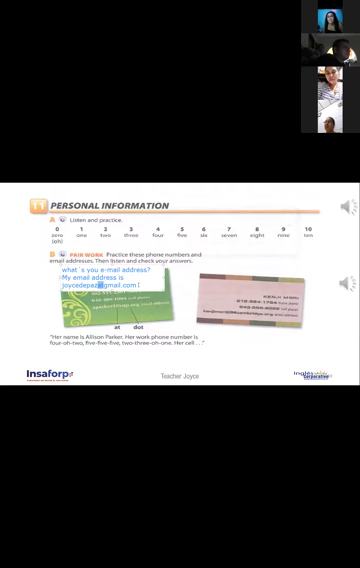 11 PERSONAL INFORMATION
A Listen and practice.
0 1 2 3 4 5 6 7 8 9 10
zero one two three four five six seven eight nine ten
(oh)
B PAIR WORK Practice these phone numbers and
email addresses. Then listen and check your answers.
what´s you e-mail address?
My email address is
joycedepaz@gmail.com
KENJI
at dot
"Her name is Allison Parker. Her work phone number is
four-oh-two, five-five-five, two-three-oh-one. Her cell . . ."
Insaforp
Teacher Joyce
Inglés
Corporativo